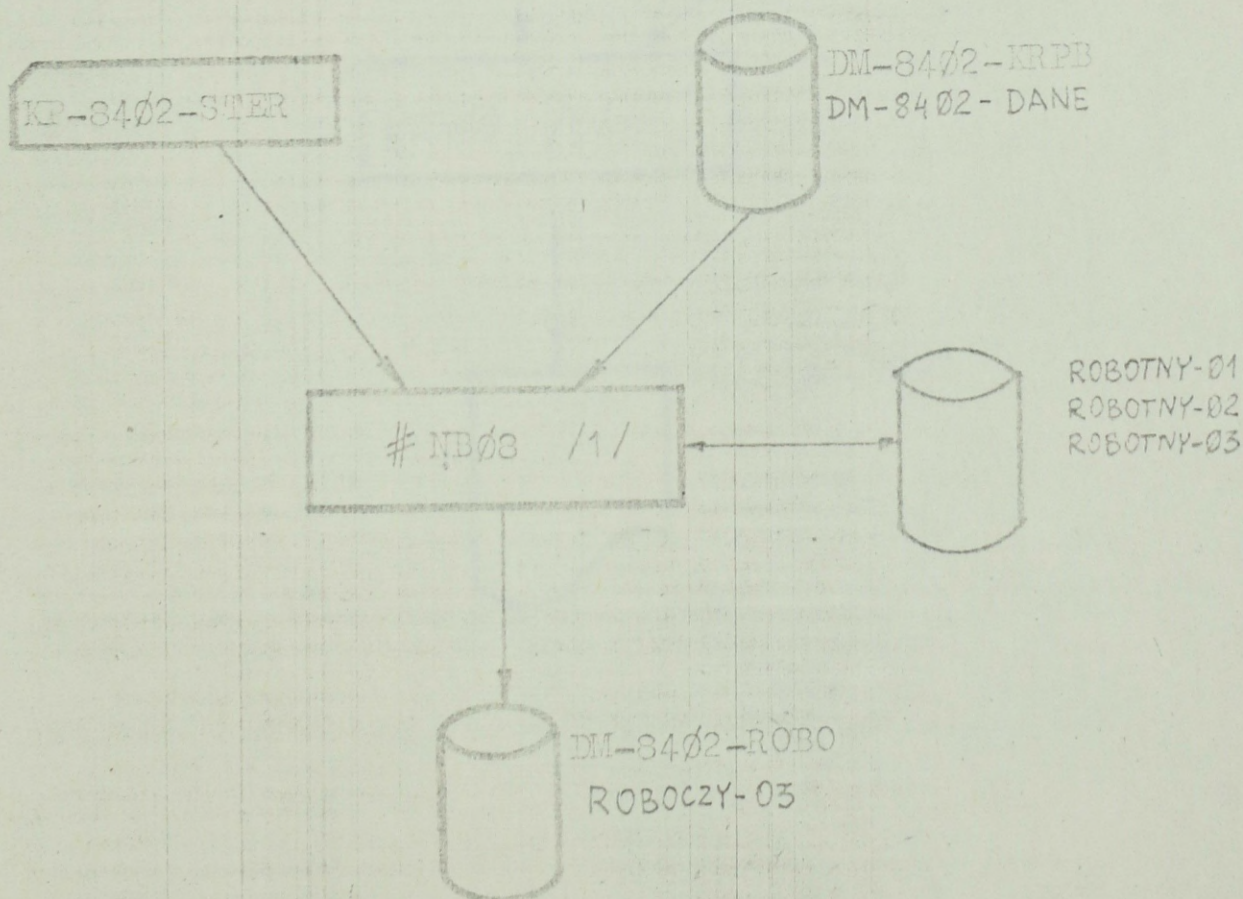 KP-84Ø2-STER
DM-84Ø2-KRPB
DM-84Ø2-DANE
# NBØ8 /1/
ROBOTNY-Ø1
ROBOTNY-Ø2
ROBOTNY-Ø3
DM-84Ø2-ROBO
ROBOCZY-03